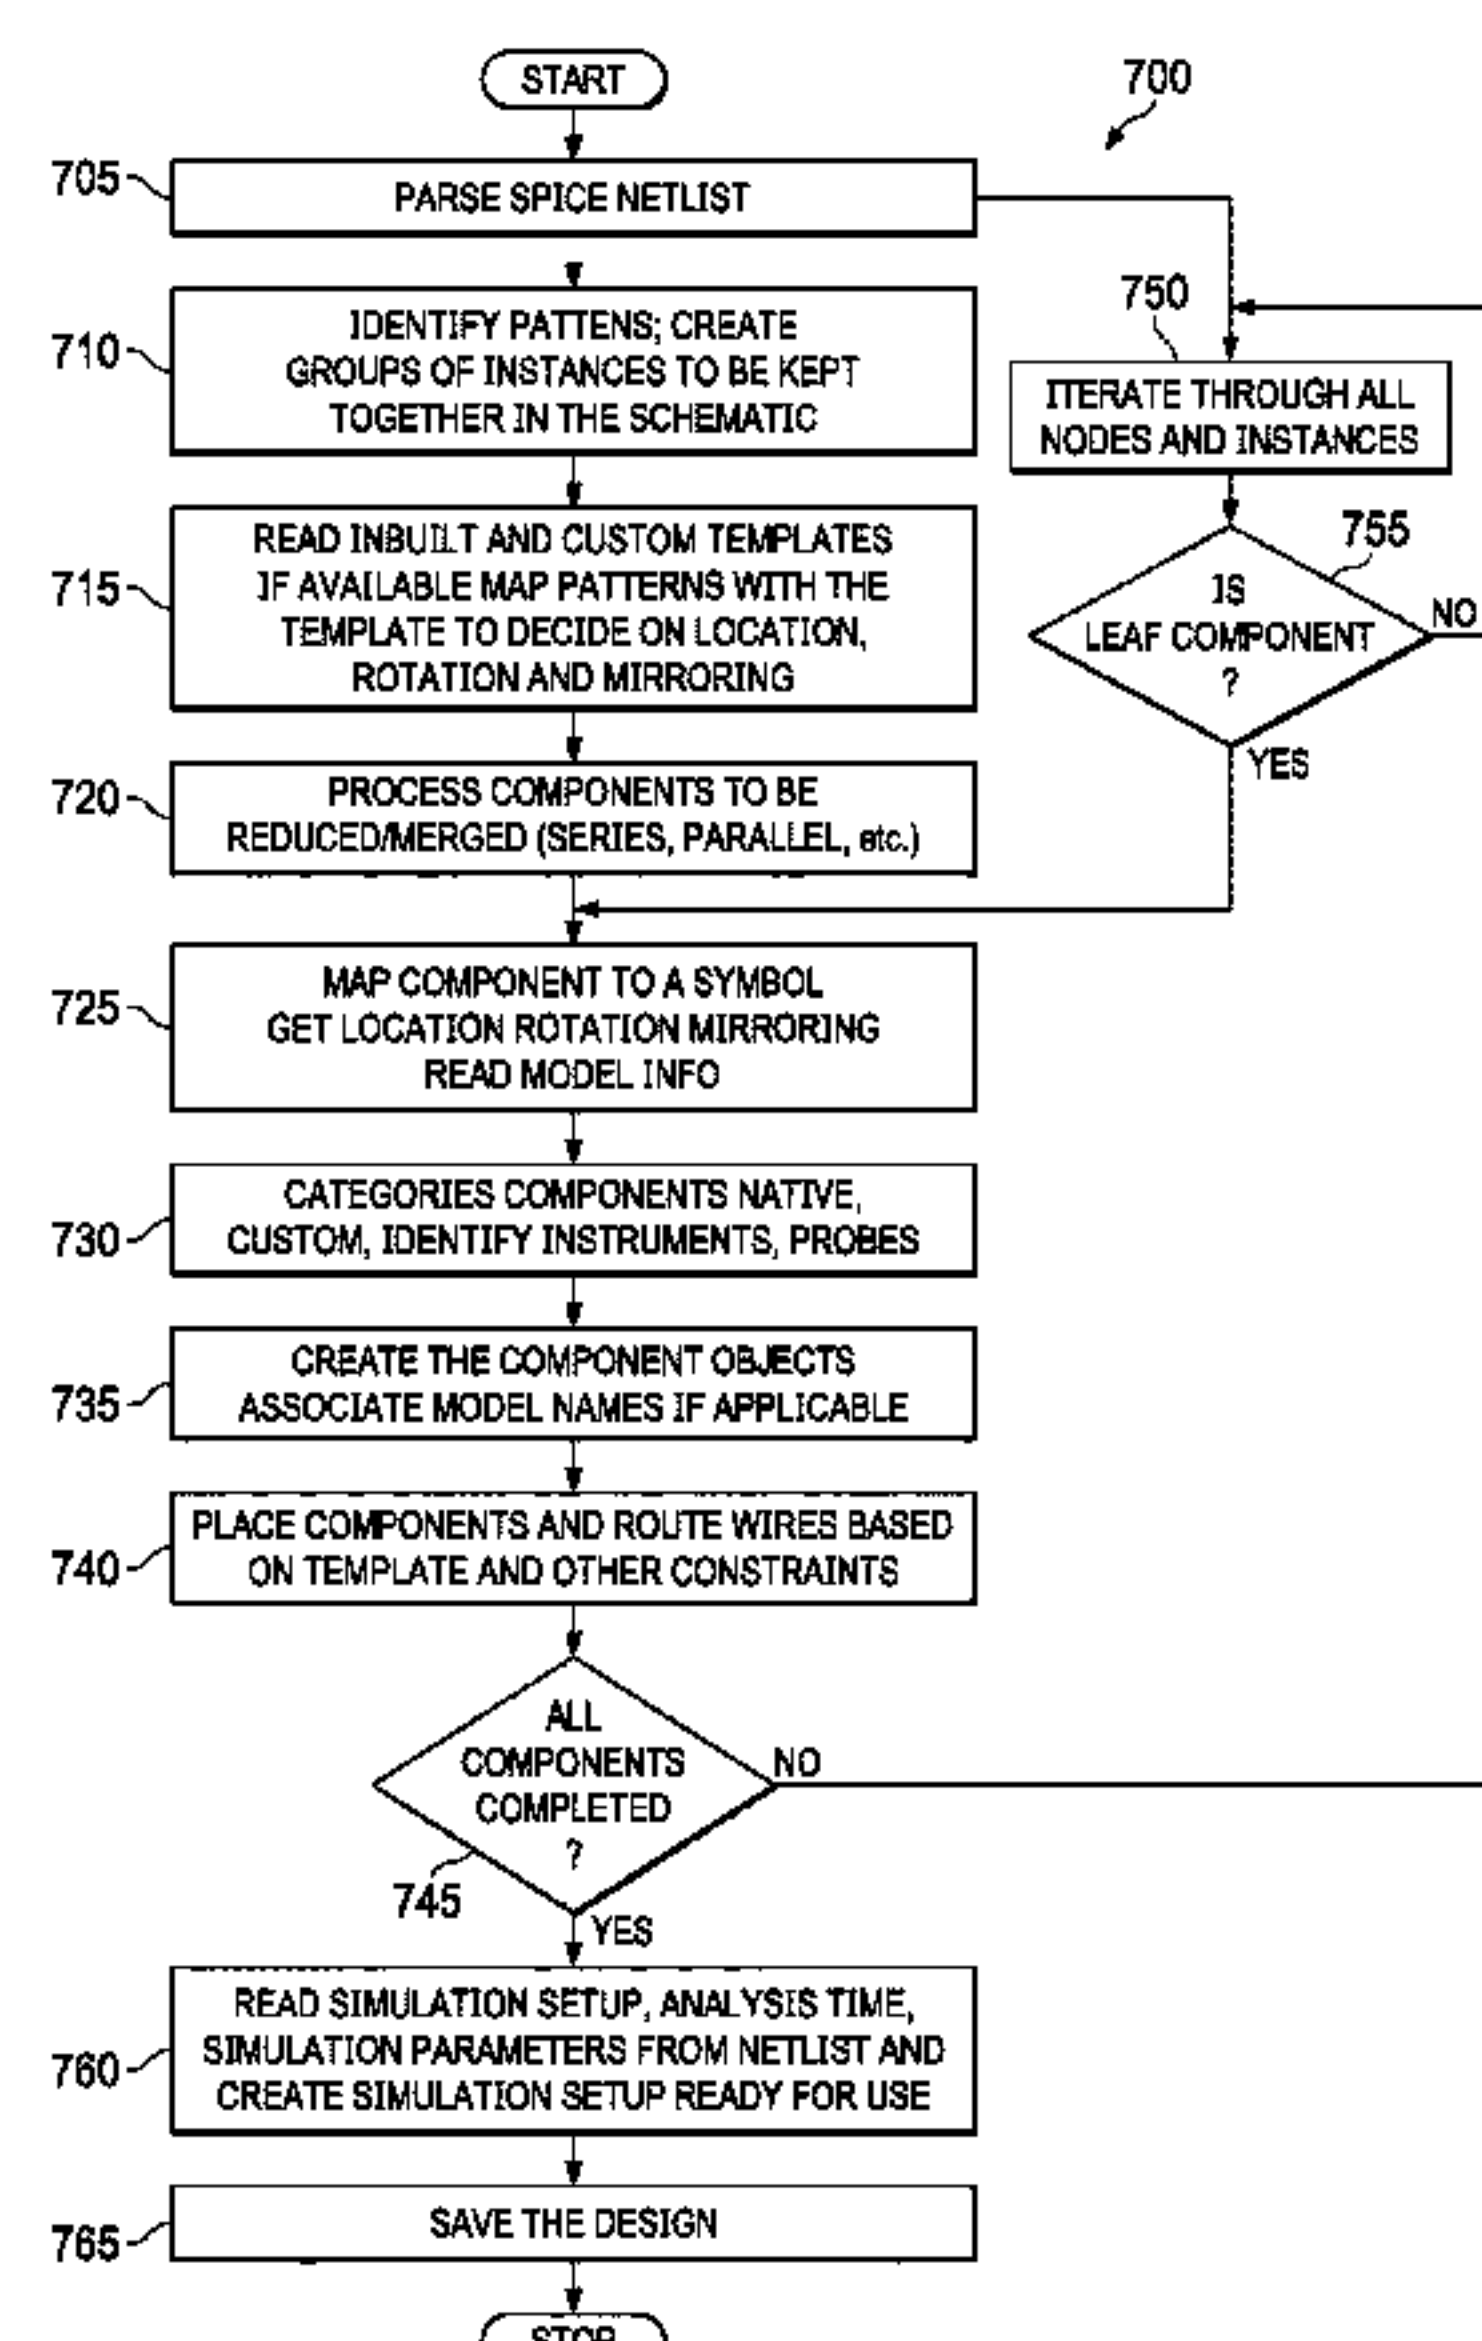 START
700
705
PARSE SPICE NETLIST
710
IDENTIFY PATTENS; CREATE
GROUPS OF INSTANCES TO BE KEPT
TOGETHER IN THE SCHEMATIC
750
ITERATE THROUGH ALL
NODES AND INSTANCES
715
READ INBUILT AND CUSTOM TEMPLATES
IF AVAILABLE MAP PATTERNS WITH THE
TEMPLATE TO DECIDE ON LOCATION,
ROTATION AND MIRRORING
755
IS
LEAF COMPONENT
?
NO
YES
720
PROCESS COMPONENTS TO BE
REDUCED/MERGED (SERIES, PARALLEL, etc.)
725
MAP COMPONENT TO A SYMBOL
GET LOCATION ROTATION MIRRORING
READ MODEL INFO
730
CATEGORIES COMPONENTS NATIVE,
CUSTOM, IDENTIFY INSTRUMENTS, PROBES
735
CREATE THE COMPONENT OBJECTS
ASSOCIATE MODEL NAMES IF APPLICABLE
740
PLACE COMPONENTS AND ROUTE WIRES BASED
ON TEMPLATE AND OTHER CONSTRAINTS
ALL
COMPONENTS
COMPLETED
?
NO
745
YES
760
READ SIMULATION SETUP, ANALYSIS TIME,
SIMULATION PARAMETERS FROM NETLIST AND
CREATE SIMULATION SETUP READY FOR USE
765
SAVE THE DESIGN
STOP